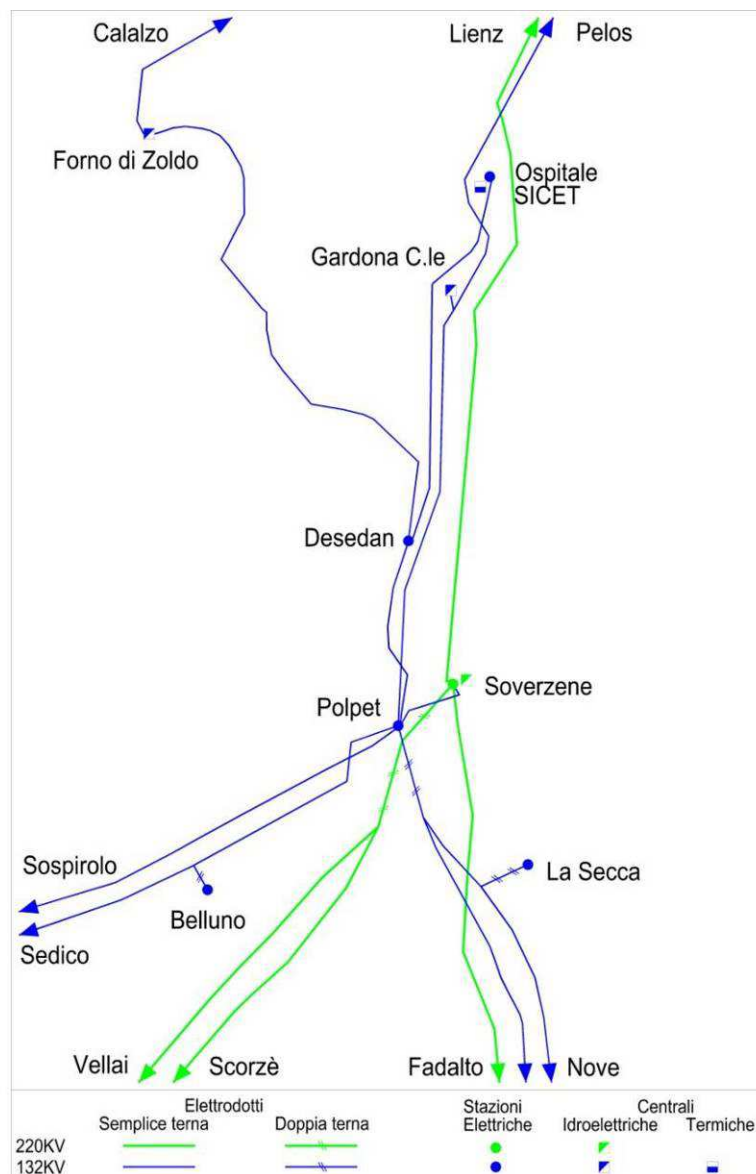 Calalzo
Lienz
Pelos
Forno di Zoldo
Ospitale
SICET
Gardona C.le
Desedan
Soverzene
Polpet
La Secca
Sospirolo
Belluno
Sedico
Vellai
Scorzè
Fadalto
Nove
Elettrodotti
Semplice terna
Doppia terna
Stazioni
Elettriche
Centrali
Idroelettriche
Termiche
220KV
132KV